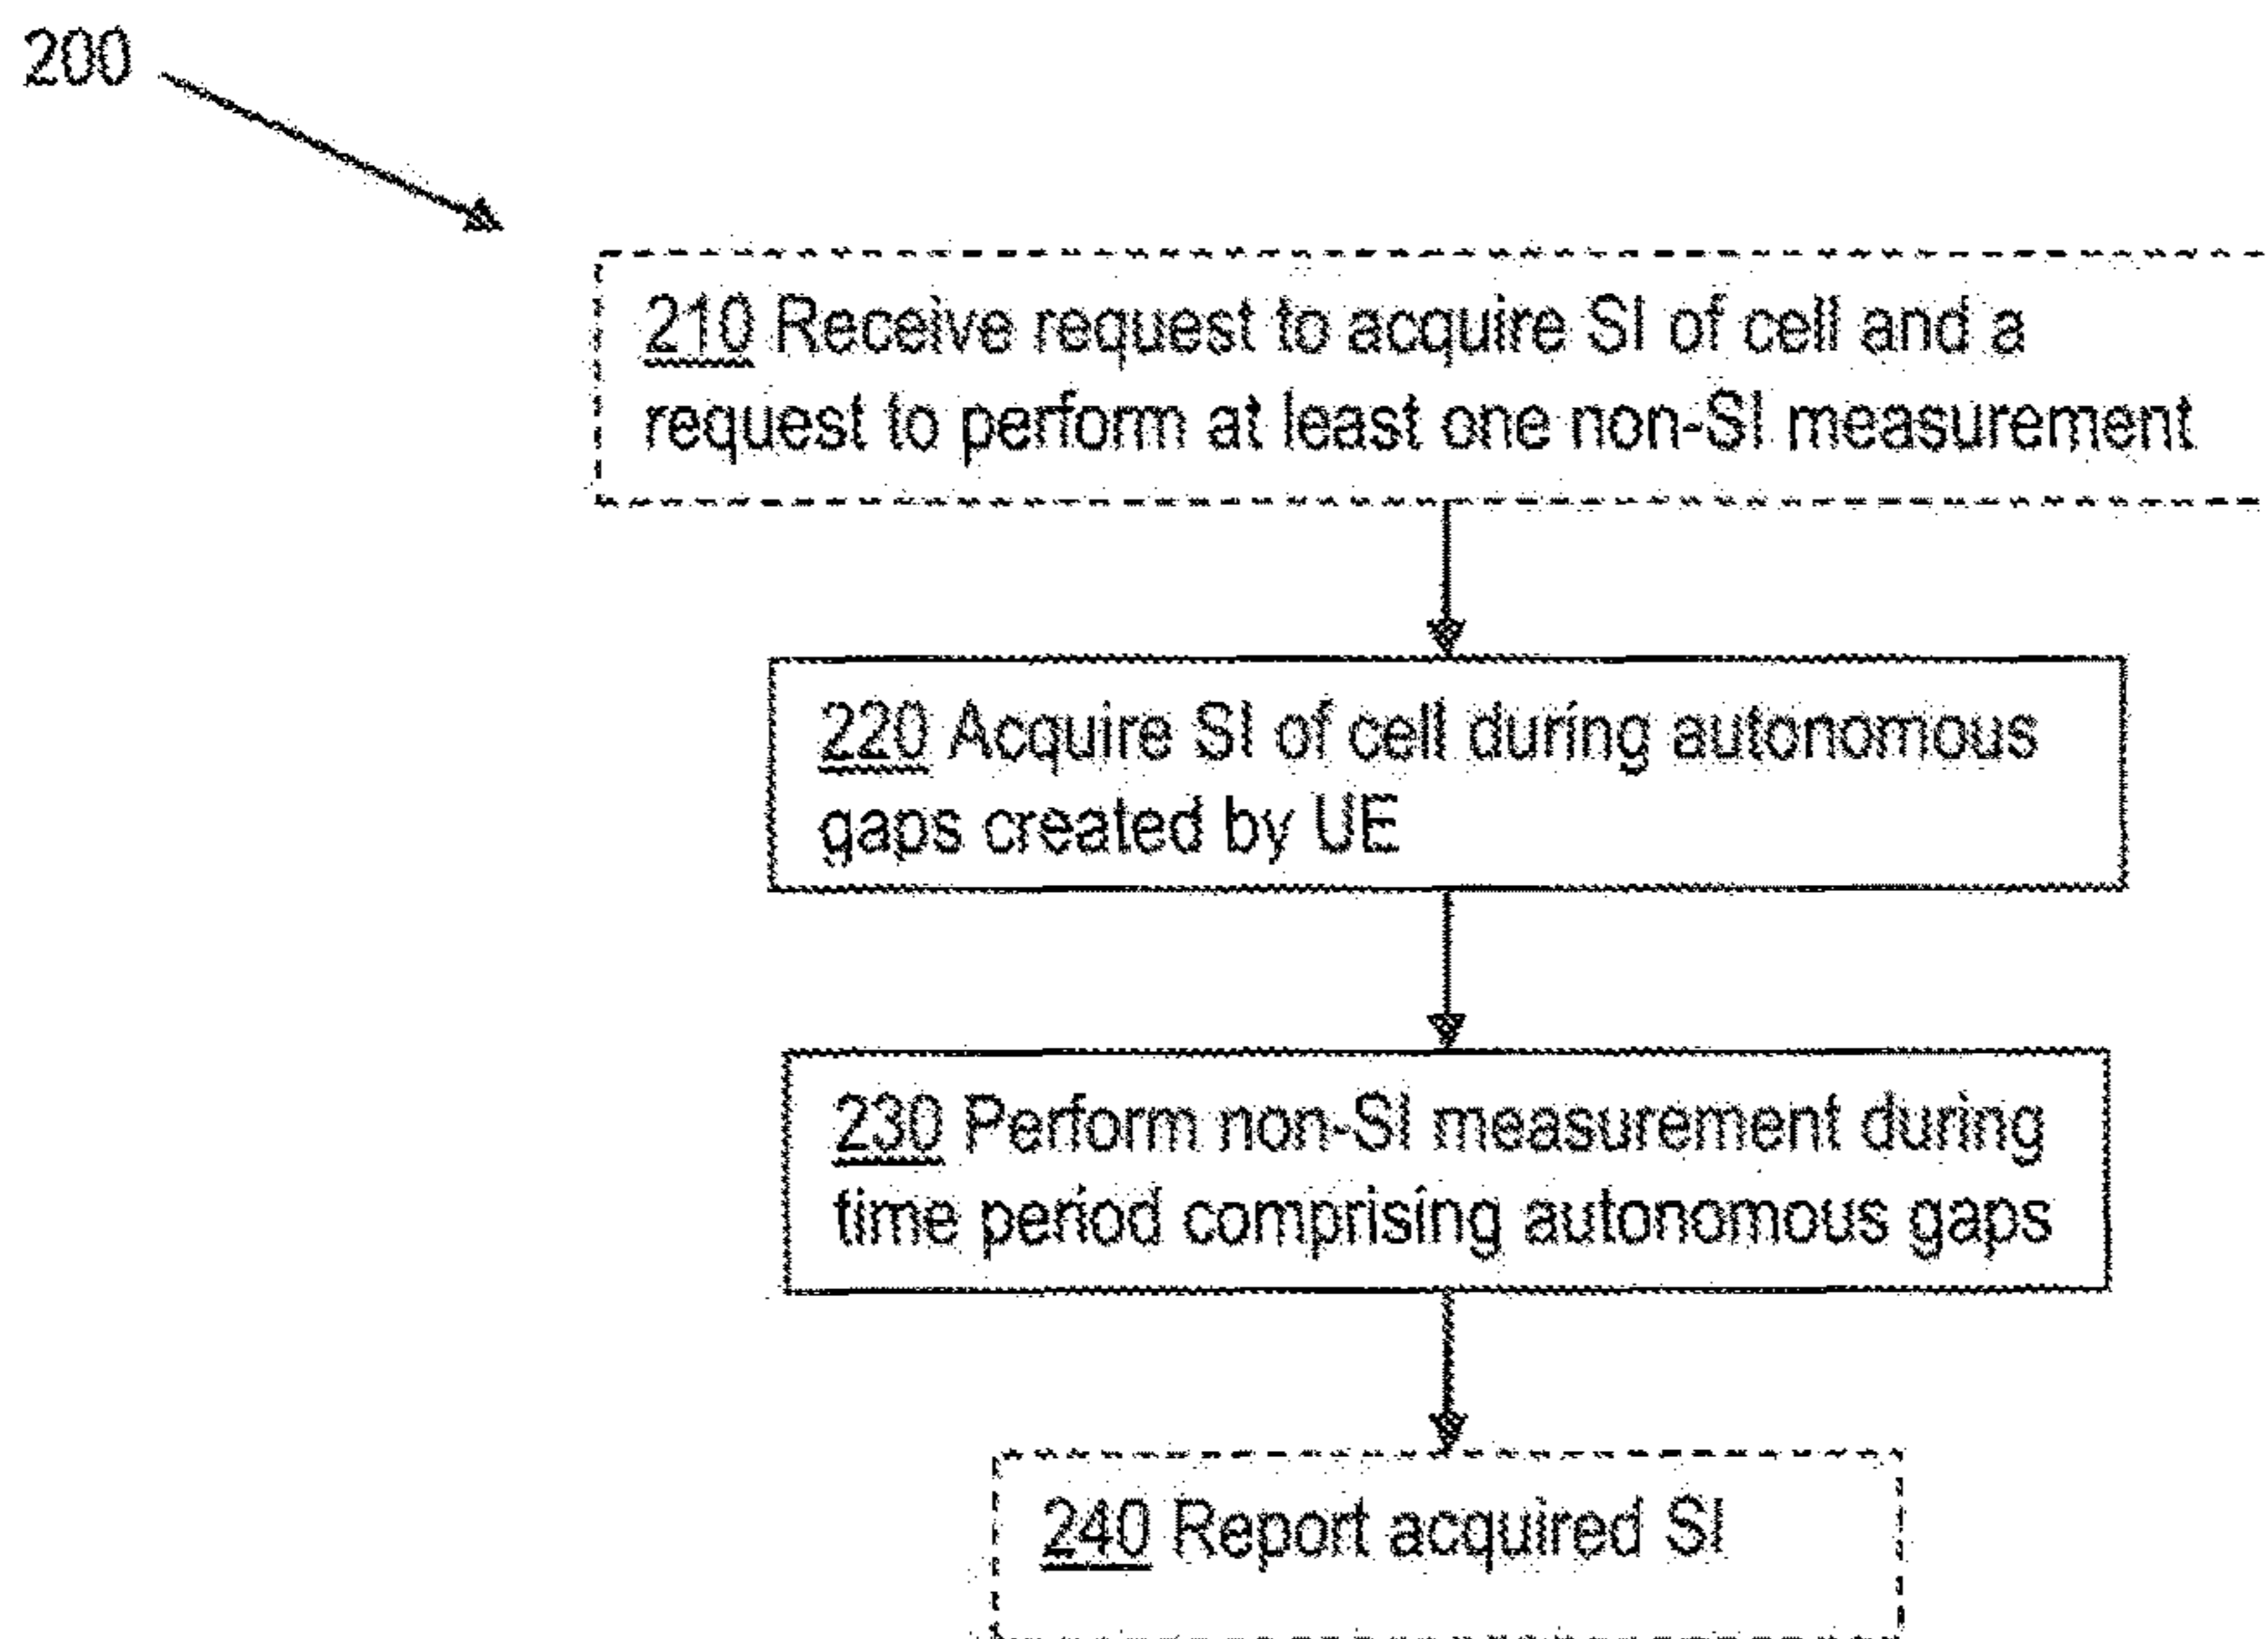 200
210 Receive request to acquire SI of cell and a
request to perform at least one non-SI measurement
220 Acquire SI of cell during autonomous
gaps created by UE
230 Perform non-SI measurement during
time period comprising autonomous gaps
240 Report acquired SI